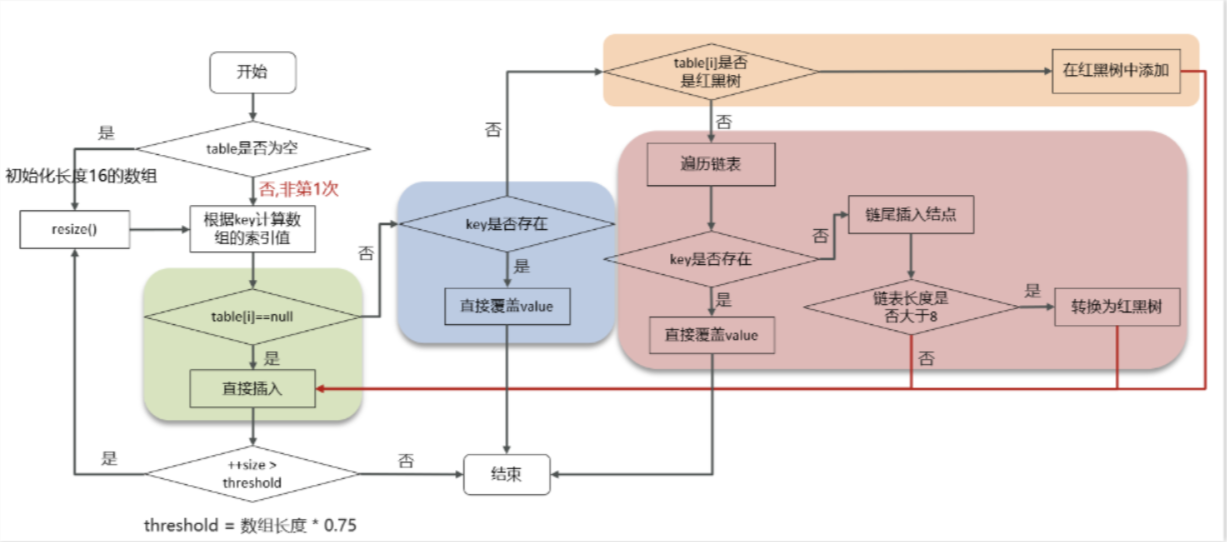 开始
table是否为空
是
初始化长度16的数组
否,非第1次
resize()
根据key计算数
组的索引值
table[i]==null
否
是
直接插入
++size >
threshold
是
否
threshold = 数组长度 * 0.75
key是否存在
否
是
直接覆盖value
结束
table[i]是否
是红黑树
在红黑树中添加
否
遍历链表
key是否存在
否
是
直接覆盖value
链尾插入结点
链表长度是
否大于8
是
转换为红黑树
否